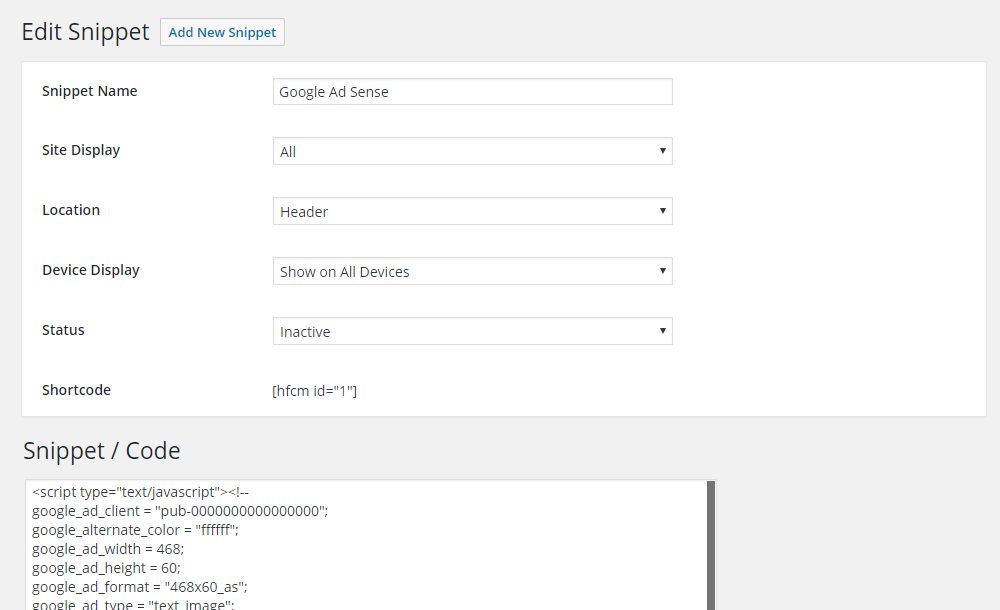 Edit Snippet Add New Snippet
Snippet Name Google Ad Sense
Site Display All
Location Header
Device Display Show on All Devices
Status Inactive
Shortcode [hfcm id="1"]
Snippet / Code
<script type="text/javascript"><!--
google_ad_client = "pub-0000000000000000";
google_alternate_color = "ffffff";
google_ad_width = 468;
google_ad_height = 60;
google_ad_format = "468x60_as";
google_ad_type = "text_image";